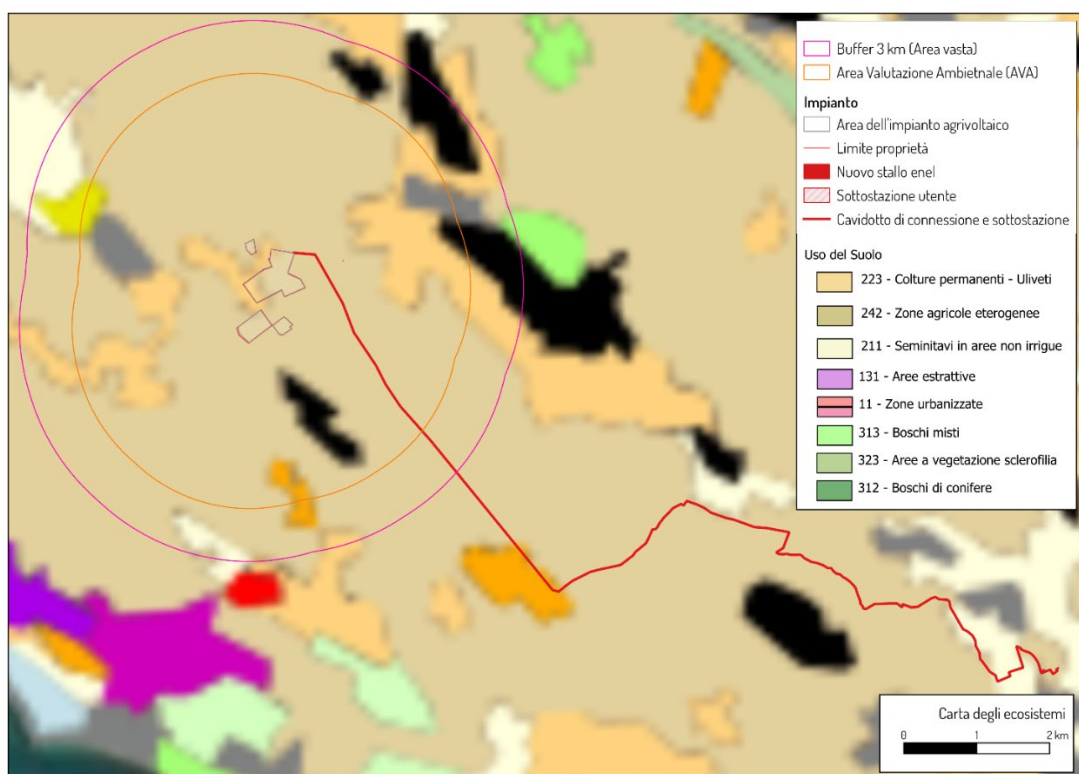 Buffer 3 km (Area vasta)
Area Valutazione Ambietnale (AVA)
Impianto
Area dell'impianto agrivoltaico
Limite proprietà
Nuovo stallo enel
Sottostazione utente
Cavidotto di connessione e sottostazione
Uso del Suolo
223 - Colture permanenti - Uliveti
242 - Zone agricole eterogenee
211 - Seminitavi in aree non irrigue
131 - Aree estrattive
11 - Zone urbanizzate
313 - Boschi misti
323 - Aree a vegetazione sclerofilia
312 - Boschi di conifere
Carta degli ecosistemi
0 1 2 km